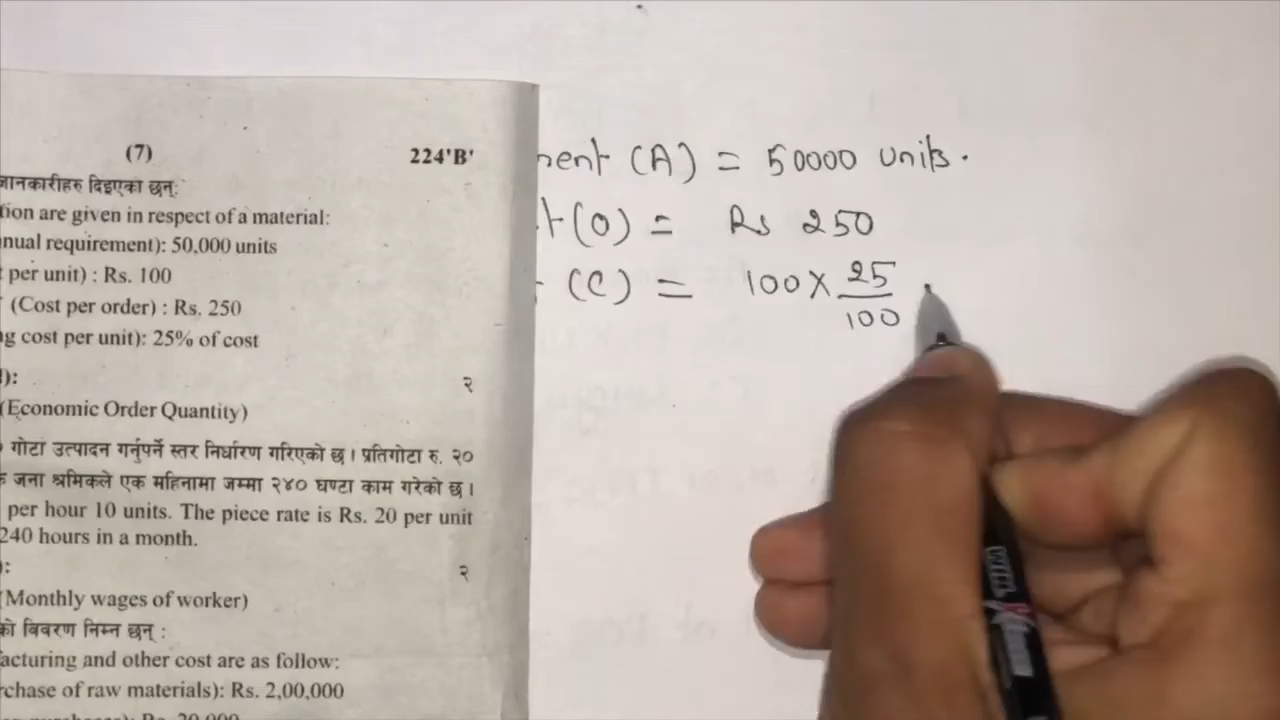 (7) 224'B'
जानकारीहरु दिइएको छन्:
tion are given in respect of a material:
nual requirement): 50,000 units
per unit) : Rs. 100
(Cost per order) : Rs. 250
g cost per unit): 25% of cost
):
२
(Economic Order Quantity)
गोटा उत्पादन गर्नुपर्ने स्तर निर्धारण गरिएको छ। प्रतिगोटा रु. २०
जना श्रमिकले एक महिनामा जम्मा २४० घण्टा काम गरेको छ।
per hour 10 units. The piece rate is Rs. 20 per unit
240 hours in a month.
:
२
(Monthly wages of worker)
को विवरण निम्न छन् :
acturing and other cost are as follow:
rchase of raw materials): Rs. 2,00,000
nent (A) = 50000 units.
t (O) = Rs 250
(C) = 100 X 25
100